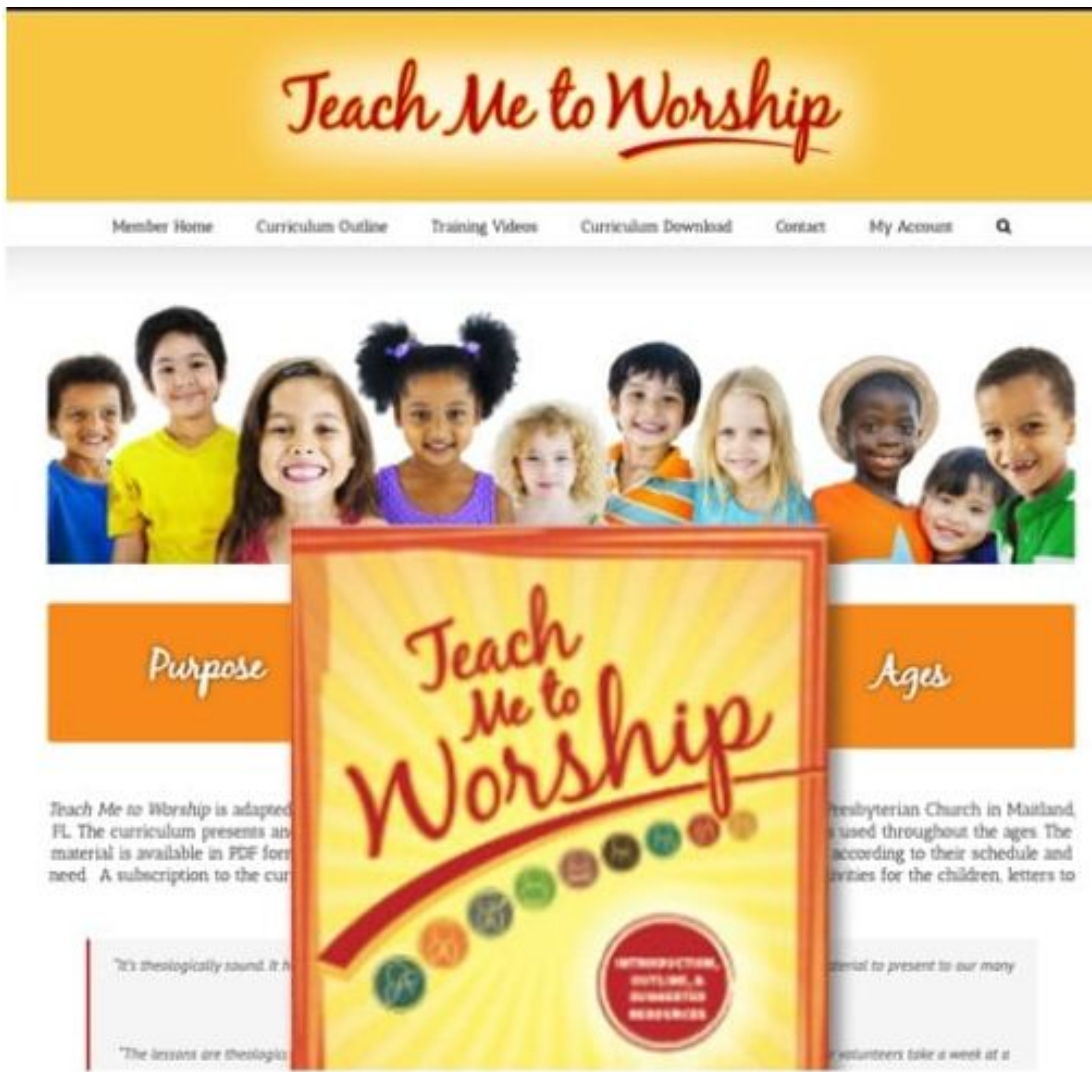 Teach Me to Worship
Member Home Curriculum Outline Training Videos Curriculum Download Contact My Account
Purpose
Ages
Teach
Me to
Worship
INTRODUCTION,
OUTLINE, &
SUGGESTED
RESOURCES
Teach Me to Worship is adapted Presbyterian Church in Maitland,
FL. The curriculum presents an used throughout the ages. The
material is available in PDF form according to their schedule and
need. A subscription to the cur for the children, letters to
"It's theologically sound. It h to present to our many
"The lessons are volunteers take a week at a